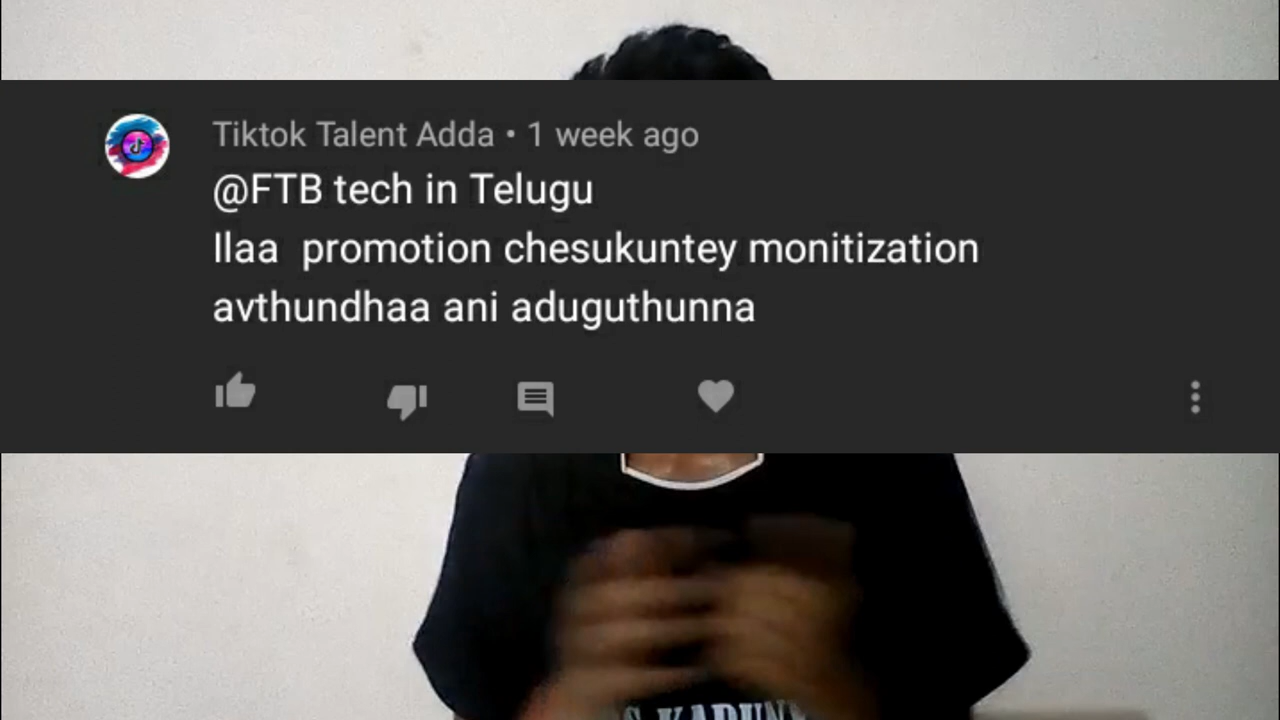 Tiktok Talent Adda • 1 week ago
@FTB tech in Telugu
Ilaa promotion chesukuntey monitization
avthundhaa ani aduguthunna